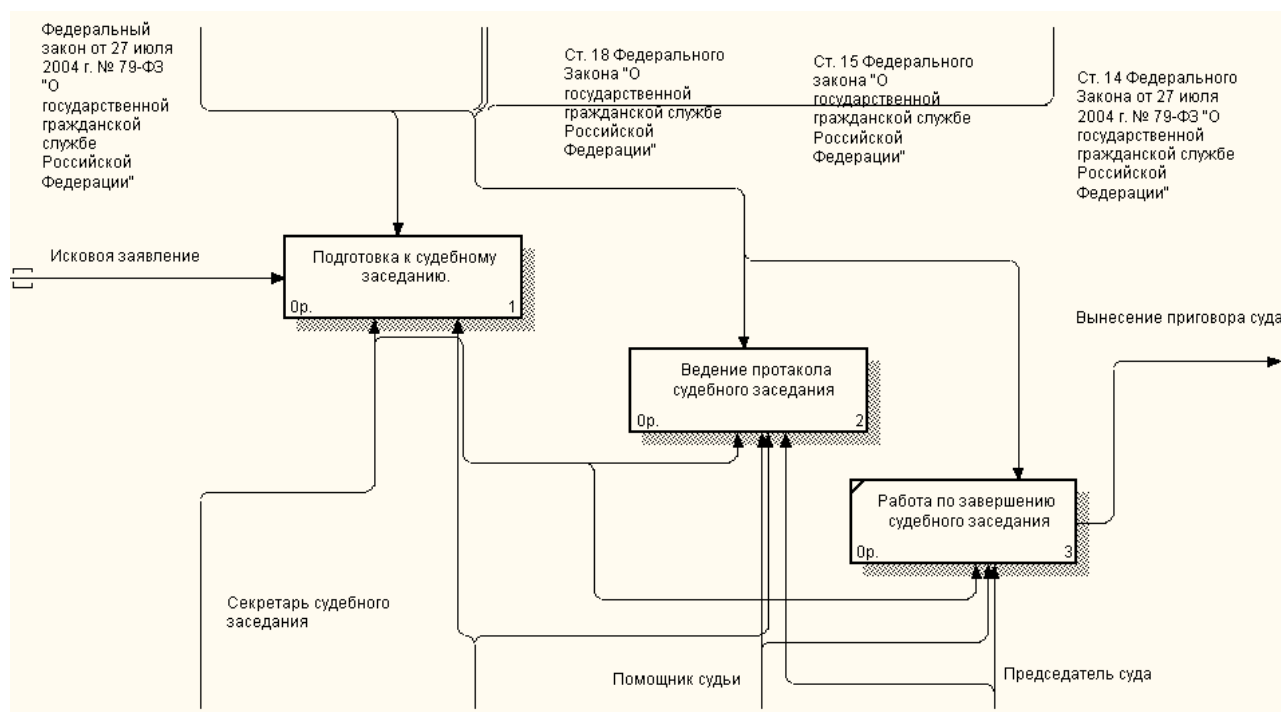 Федеральный
закон от 27 июля
2004 г. № 79-ФЗ
"О
государственной
гражданской
службе
Российской
Федерации"
Ст. 18 Федерального
Закона "О
государственной
гражданской службе
Российской
Федерации"
Ст. 15 Федерального
закона "О
государственной
гражданской службе
Российской
Федерации"
Ст. 14 Федерального
Закона от 27 июля
2004 г. № 79-ФЗ "О
государственной
гражданской службе
Российской
Федерации"
Исковоя заявление
Подготовка к судебному
заседанию.
0р. 1
Вынесение приговора суда
Ведение протакола
судебного заседания
0р. 2
Работа по завершению
судебного заседания
0р. 3
Секретарь судебного
заседания
Помощник судьи
Председатель суда